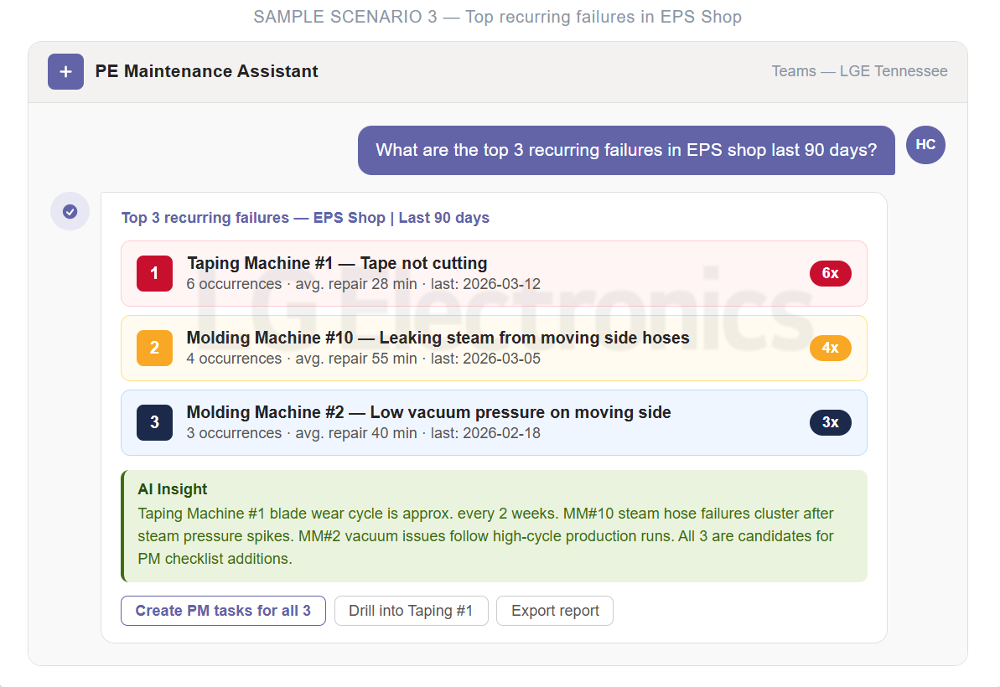 SAMPLE SCENARIO 3 — Top recurring failures in EPS Shop
+ PE Maintenance Assistant
Teams — LGE Tennessee
What are the top 3 recurring failures in EPS shop last 90 days?
HC
Top 3 recurring failures — EPS Shop | Last 90 days
1
Taping Machine #1 — Tape not cutting
6 occurrences · avg. repair 28 min · last: 2026-03-12
6x
LG Electronics
2
Molding Machine #10 — Leaking steam from moving side hoses
4 occurrences · avg. repair 55 min · last: 2026-03-05
4x
3
Molding Machine #2 — Low vacuum pressure on moving side
3 occurrences · avg. repair 40 min · last: 2026-02-18
3x
AI Insight
Taping Machine #1 blade wear cycle is approx. every 2 weeks. MM#10 steam hose failures cluster after
steam pressure spikes. MM#2 vacuum issues follow high-cycle production runs. All 3 are candidates for
PM checklist additions.
Create PM tasks for all 3
Drill into Taping #1
Export report